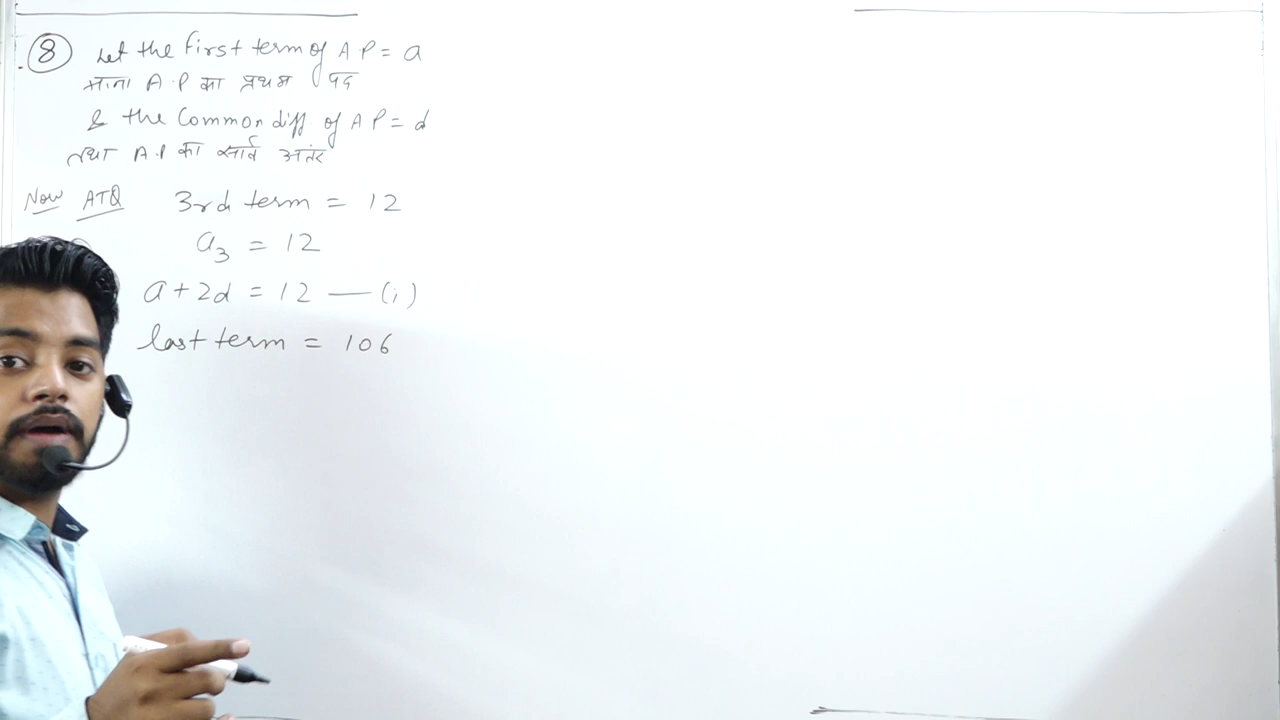 8 Let the first term of A.P = a
माना A.P का प्रथम पद
& the Common diff. of A P = d
तथा A.P का सार्व अंतर
Now ATQ 3rd term = 12
a₃ = 12
a + 2d = 12 — (i)
last term = 106